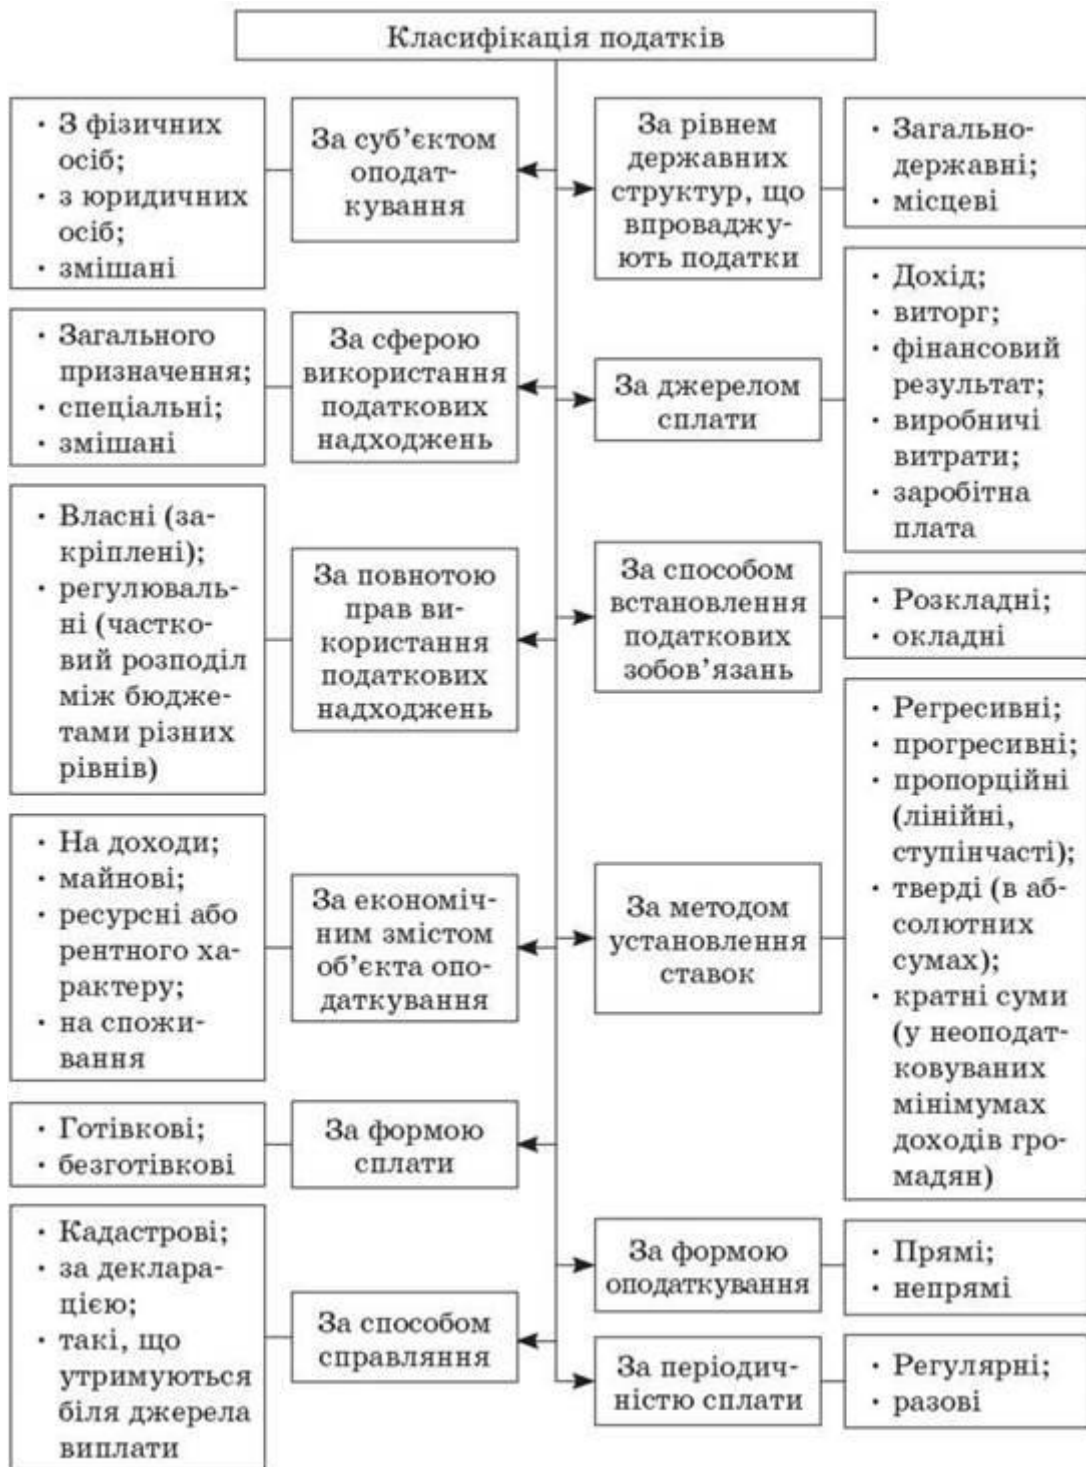 Класифікація податків
• З фізичних
осіб;
• з юридичних
осіб;
• змішані
За суб’єктом
оподат-
кування
За рівнем
державних
структур, що
впроваджу-
ють податки
• Загально-
державні;
• місцеві
• Загального
призначення;
• спеціальні;
• змішані
За сферою
використання
податкових
надходжень
За джерелом
сплати
• Дохід;
• виторг;
• фінансовий
результат;
• виробничі
витрати;
• заробітна
плата
• Власні (за-
кріплені);
• регулюваль-
ні (частко-
вий розподіл
між бюдже-
тами різних
рівнів)
За повнотою
прав ви-
користання
податкових
надходжень
За способом
встановлення
податкових
зобов’язань
• Розкладні;
• окладні
• На доходи;
• майнові;
• ресурсні або
рентного ха-
рактеру;
• на спожи-
вання
За економіч-
ним змістом
об’єкта опо-
даткування
За методом
установлення
ставок
• Регресивні;
• прогресивні;
• пропорційні
(лінійні,
ступінчасті);
• тверді (в аб-
солютних
сумах);
• кратні суми
(у неоподат-
ковуваних
мінімумах
доходів гро-
мадян)
• Готівкові;
• безготівкові
За формою
сплати
• Кадастрові;
• за деклара-
цією;
• такі, що
утримуються
біля джерела
виплати
За способом
справляння
За формою
оподаткування
• Прямі;
• непрямі
За періодич-
ністю сплати
• Регулярні;
• разові